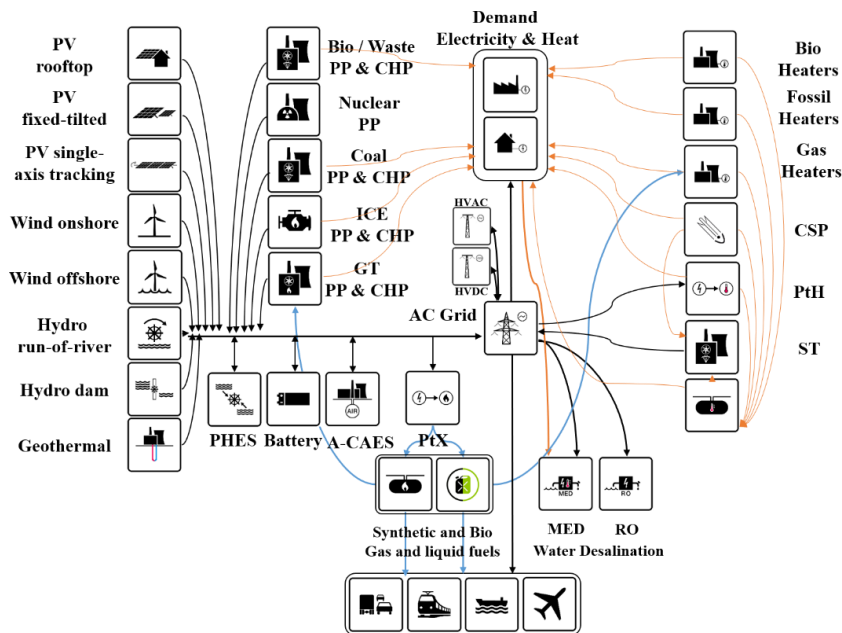 PV
rooftop
PV
fixed-tilted
PV single-
axis tracking
Wind onshore
Wind offshore
Hydro
run-of-river
Hydro dam
Geothermal
Bio / Waste
PP & CHP
Nuclear
PP
Coal
PP & CHP
ICE
PP & CHP
GT
PP & CHP
Demand
Electricity & Heat
HVAC
HVDC
AC Grid
Bio
Heaters
Fossil
Heaters
Gas
Heaters
CSP
PtH
ST
PHES
Battery
AIR
A-CAES
PtX
Synthetic and Bio
Gas and liquid fuels
MED
RO
MED
RO
Water Desalination